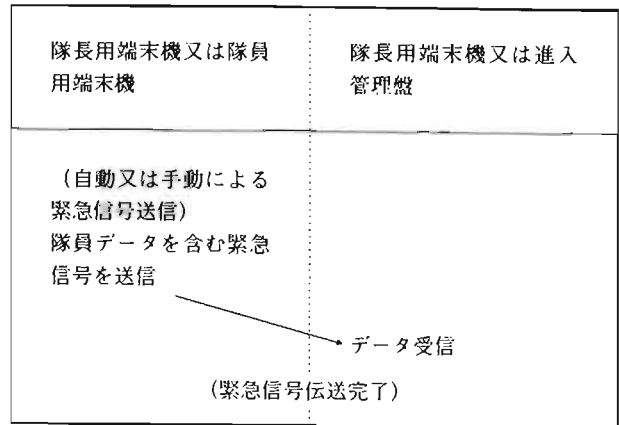 隊長用端末機又は隊員
用端末機
隊長用端末機又は進入
管理盤
(自動又は手動による
緊急信号送信)
隊員データを含む緊急
信号を送信
データ受信
(緊急信号伝送完了)